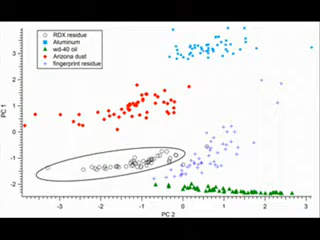 RDX residue
Aluminum
wd-40 oil
Arizona dust
fingerprint residue
PC 1
3
2
1
0
-1
-2
-3
-2
-1
0
1
2
3
PC 2